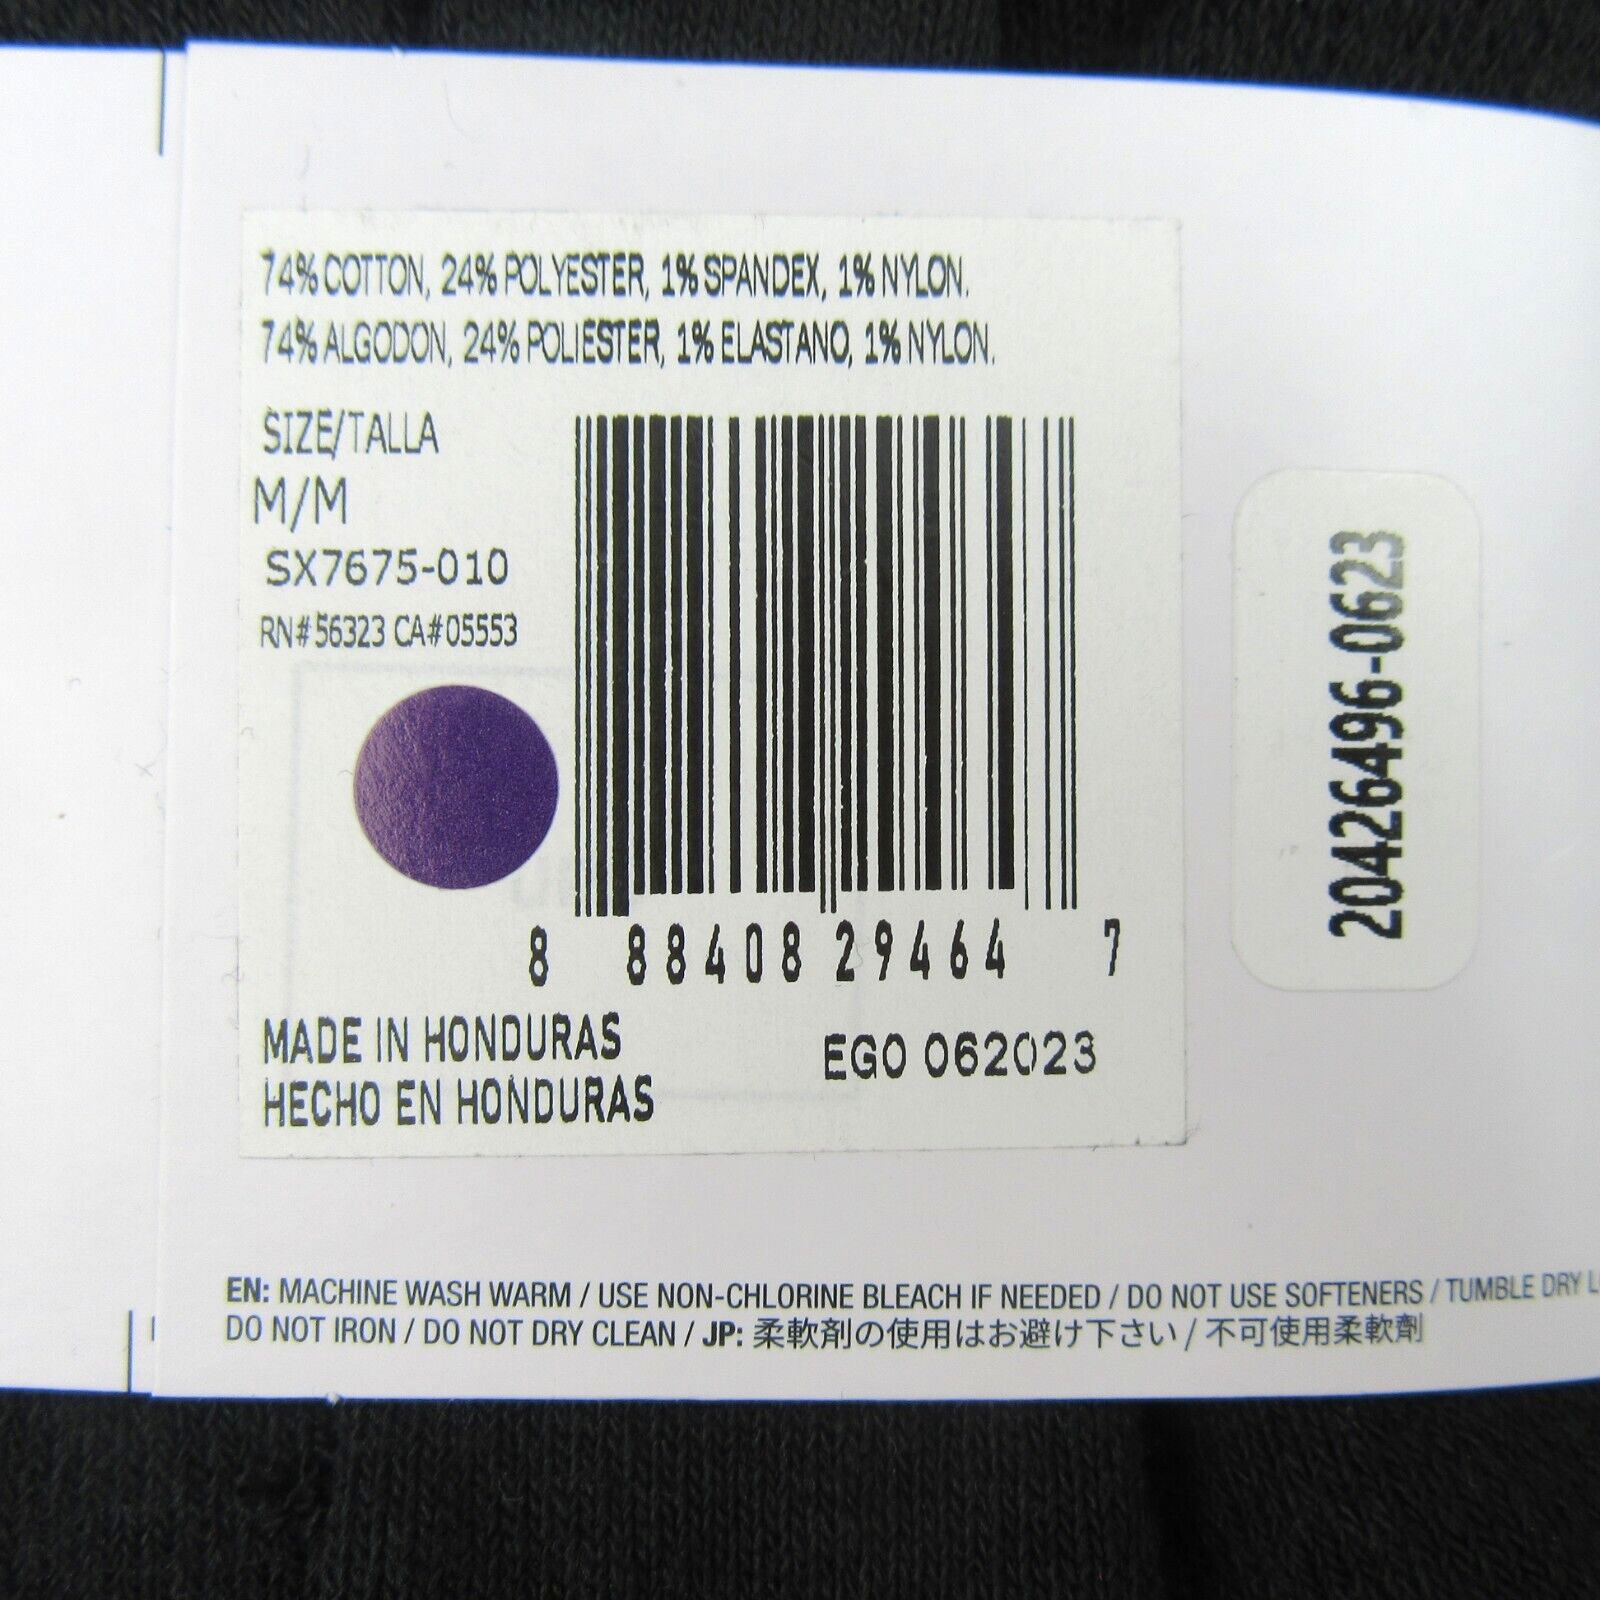 74% COTTON, 24% POLYESTER, 1% SPANDEX, 1% NYLON.
74% ALGODON, 24% POLIESTER, 1% ELASTANO, 1% NYLON.
SIZE/TALLA
M/M
SX7675-010
RN#56323 CA#05553
8 88408 29464 7
MADE IN HONDURAS
HECHO EN HONDURAS
EGO 062023
20426496-0623
EN: MACHINE WASH WARM / USE NON-CHLORINE BLEACH IF NEEDED / DO NOT USE SOFTENERS / TUMBLE DRY
DO NOT IRON / DO NOT DRY CLEAN / JP: 柔軟剤の使用はお避け下さい / 不可使用柔軟劑